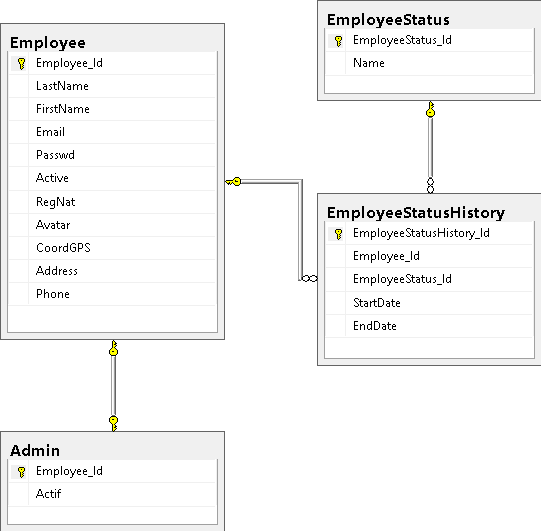 Employee
Employee_Id
LastName
FirstName
Email
Passwd
Active
RegNat
Avatar
CoordGPS
Address
Phone
EmployeeStatus
EmployeeStatus_Id
Name
EmployeeStatusHistory
EmployeeStatusHistory_Id
Employee_Id
EmployeeStatus_Id
StartDate
EndDate
Admin
Employee_Id
Actif